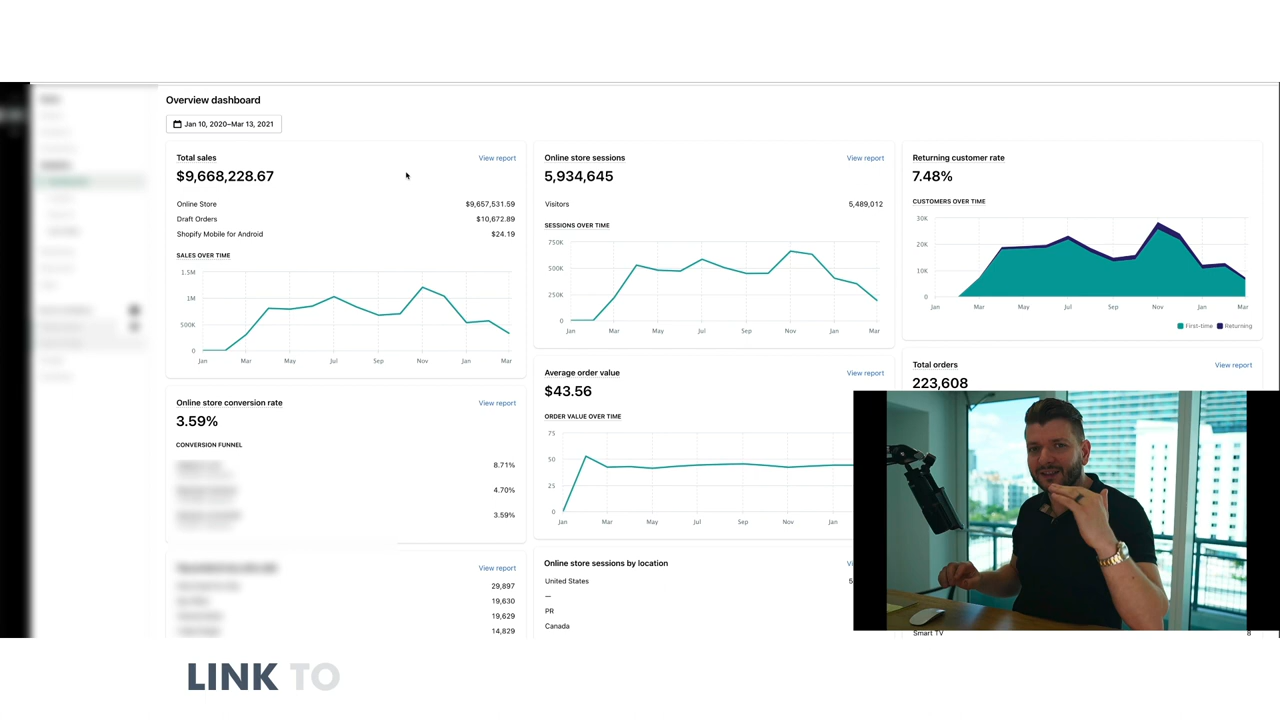 Overview dashboard
Jan 10, 2020–Mar 13, 2021
Total sales
View report
$9,668,228.67
Online Store
$9,657,531.59
Draft Orders
$10,672.89
Shopify Mobile for Android
$24.19
SALES OVER TIME
1.5M
1M
500K
0
Jan
Mar
May
Jul
Sep
Nov
Jan
Mar
Online store conversion rate
View report
3.59%
CONVERSION FUNNEL
8.71%
4.70%
3.59%
View report
29,897
19,630
19,629
14,829
Online store sessions
View report
5,934,645
Visitors
5,489,012
SESSIONS OVER TIME
750K
500K
250K
0
Jan
Mar
May
Jul
Sep
Nov
Jan
Mar
Average order value
View report
$43.56
ORDER VALUE OVER TIME
75
50
25
0
Jan
Mar
May
Jul
Sep
Nov
Jan
Online store sessions by location
United States
—
PR
Canada
Returning customer rate
7.48%
CUSTOMERS OVER TIME
30K
20K
10K
0
Jan
Mar
May
Jul
Sep
Nov
Jan
Mar
First-time
Returning
Total orders
View report
223,608
Smart TV
8
LINK TO